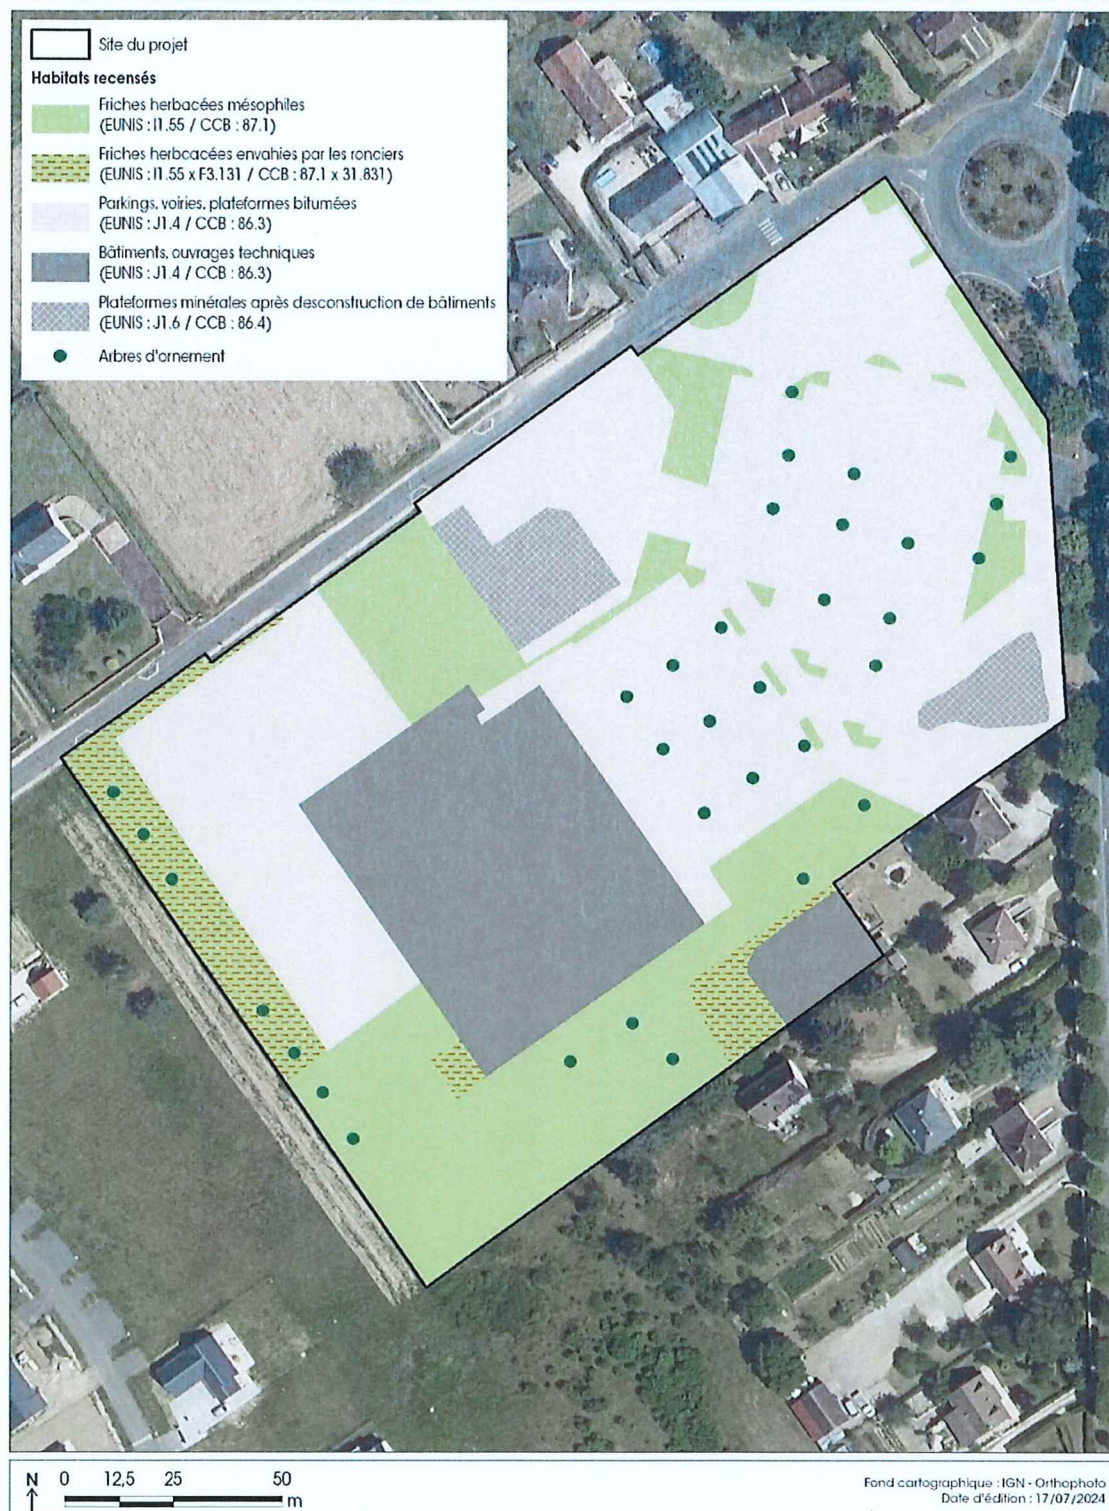 Site du projet
Habitats recensés
Friches herbacées mésophiles
(EUNIS : I1.55 / CCB : 87.1)
Friches herbcacées envahies par les ronciers
(EUNIS : I1.55 x F3.131 / CCB : 87.1 x 31.831)
Parkings, voiries, plateformes bitumées
(EUNIS : J1.4 / CCB : 86.3)
Bâtiments, ouvrages techniques
(EUNIS : J1.4 / CCB : 86.3)
Plateformes minérales après desconstruction de bâtiments
(EUNIS : J1.6 / CCB : 86.4)
Arbres d'ornement
N 0 12,5 25 50
m
Fond cartographique : IGN - Orthophoto
Date d'édition : 17/07/2024